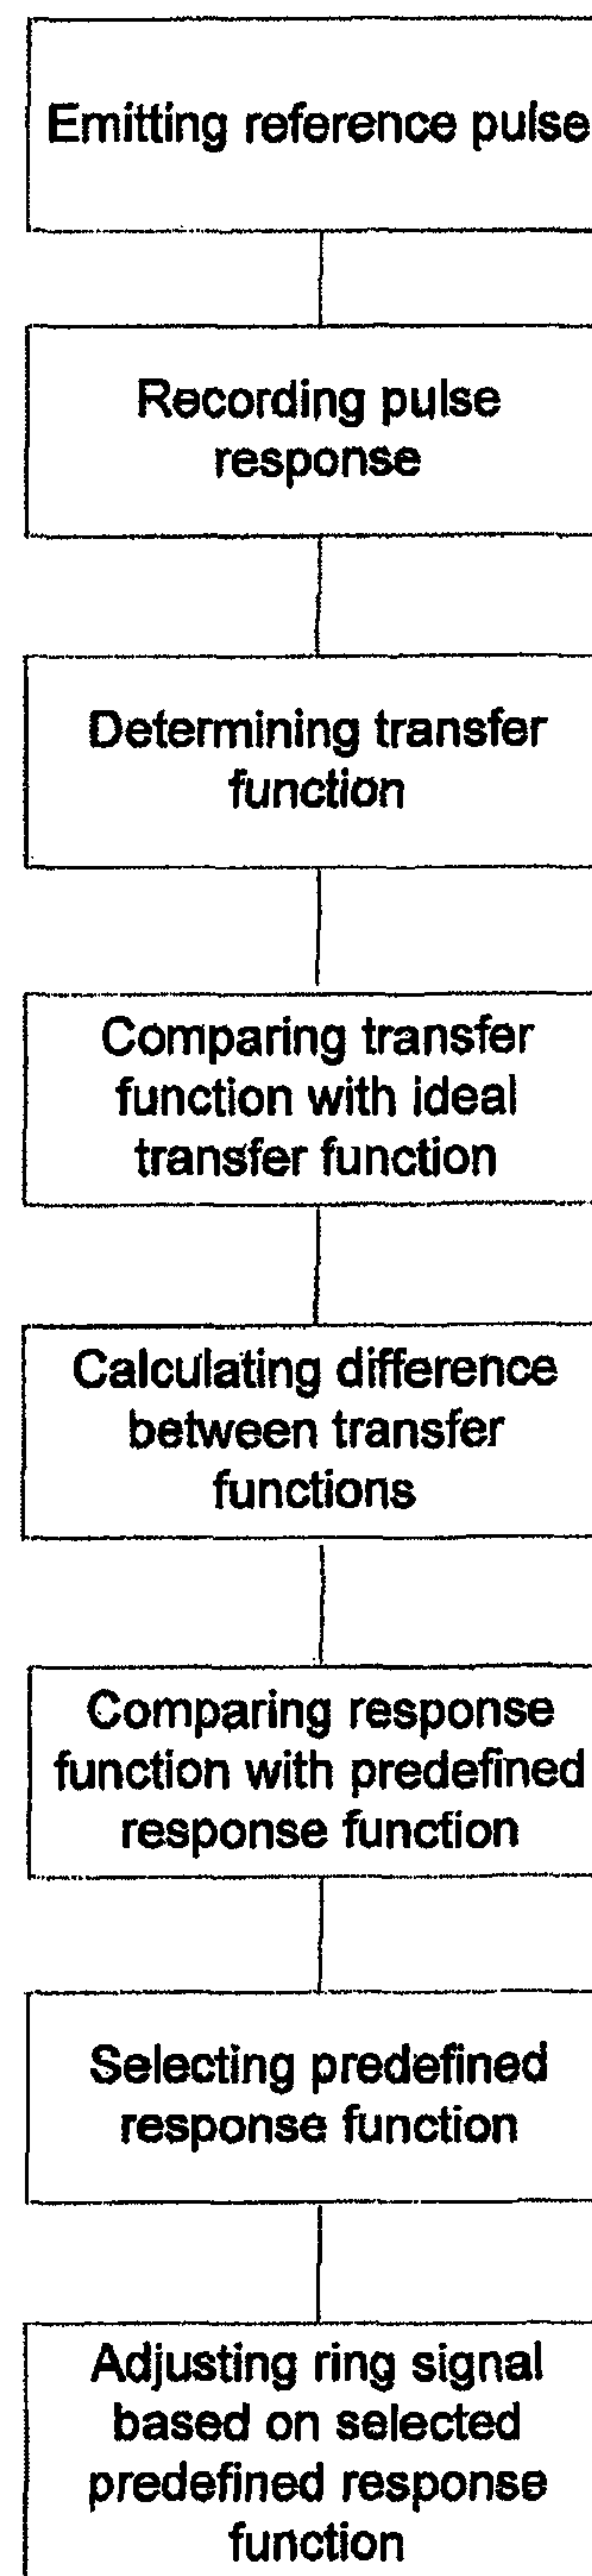 Emitting reference pulse
Recording pulse
response
Determining transfer
function
Comparing transfer
function with ideal
transfer function
Calculating difference
between transfer
functions
Comparing response
function with predefined
response function
Selecting predefined
response function
Adjusting ring signal
based on selected
predefined response
function